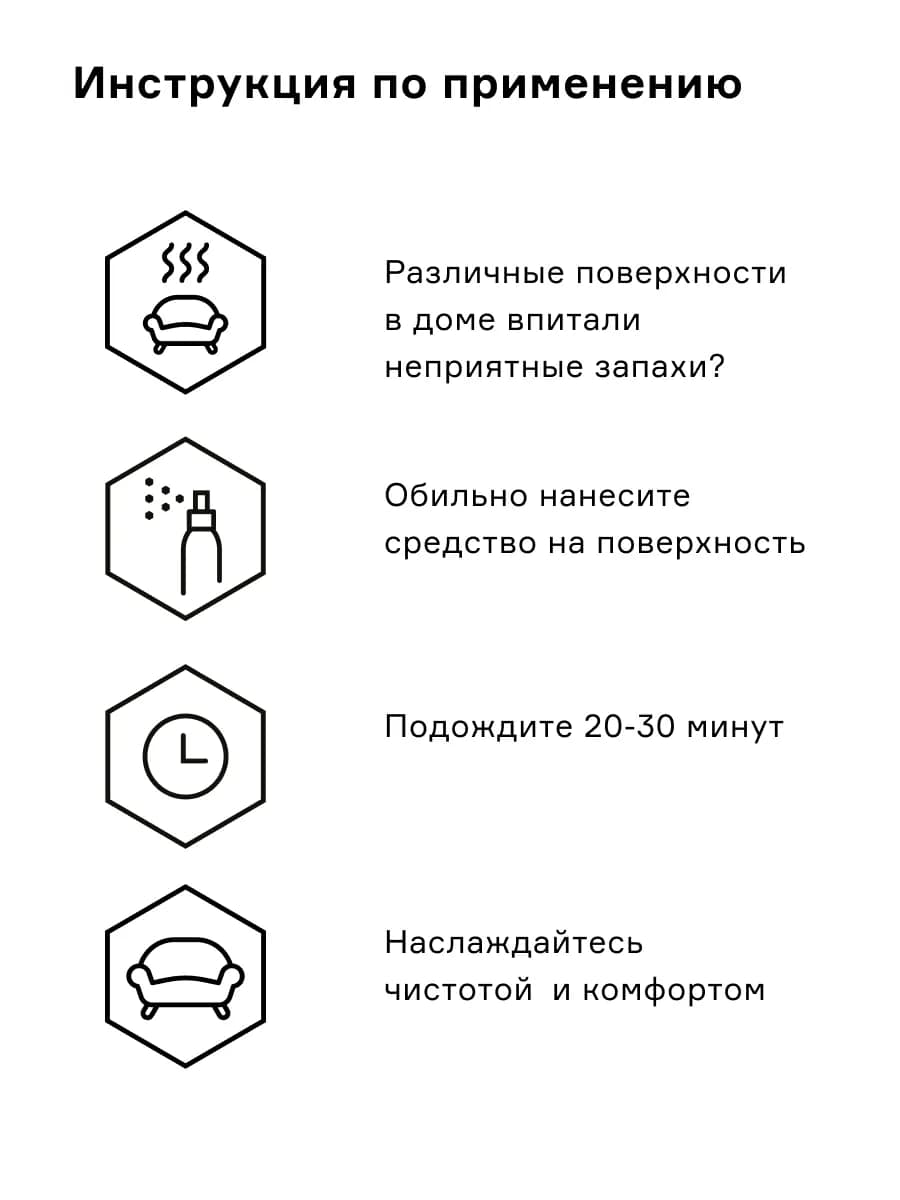 Инструкция по применению
Различные поверхности
в доме впитали
неприятные запахи?
Обильно нанесите
средство на поверхность
Подождите 20-30 минут
Наслаждайтесь
чистотой  и комфортом